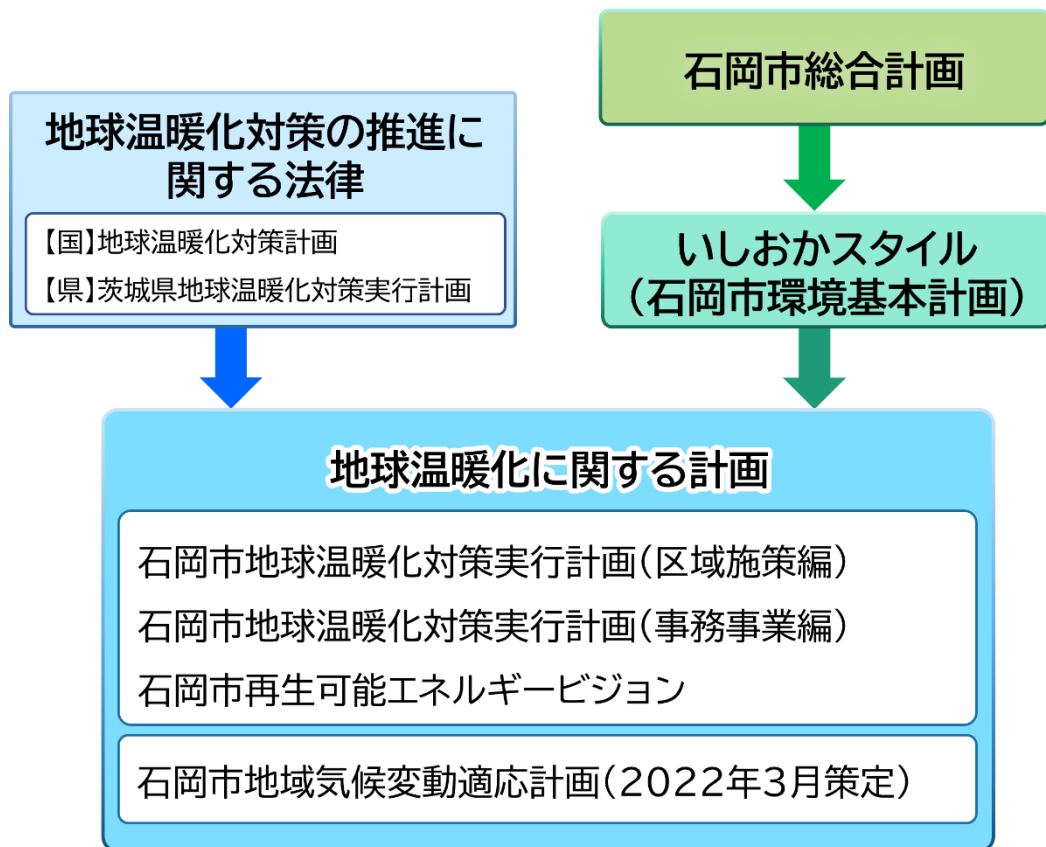 石岡市総合計画
地球温暖化対策の推進に
関する法律
【国】地球温暖化対策計画
【県】茨城県地球温暖化対策実行計画
いしおかスタイル
（石岡市環境基本計画）
地球温暖化に関する計画
石岡市地球温暖化対策実行計画（区域施策編）
石岡市地球温暖化対策実行計画（事務事業編）
石岡市再生可能エネルギービジョン
石岡市地域気候変動適応計画（2022年3月策定）